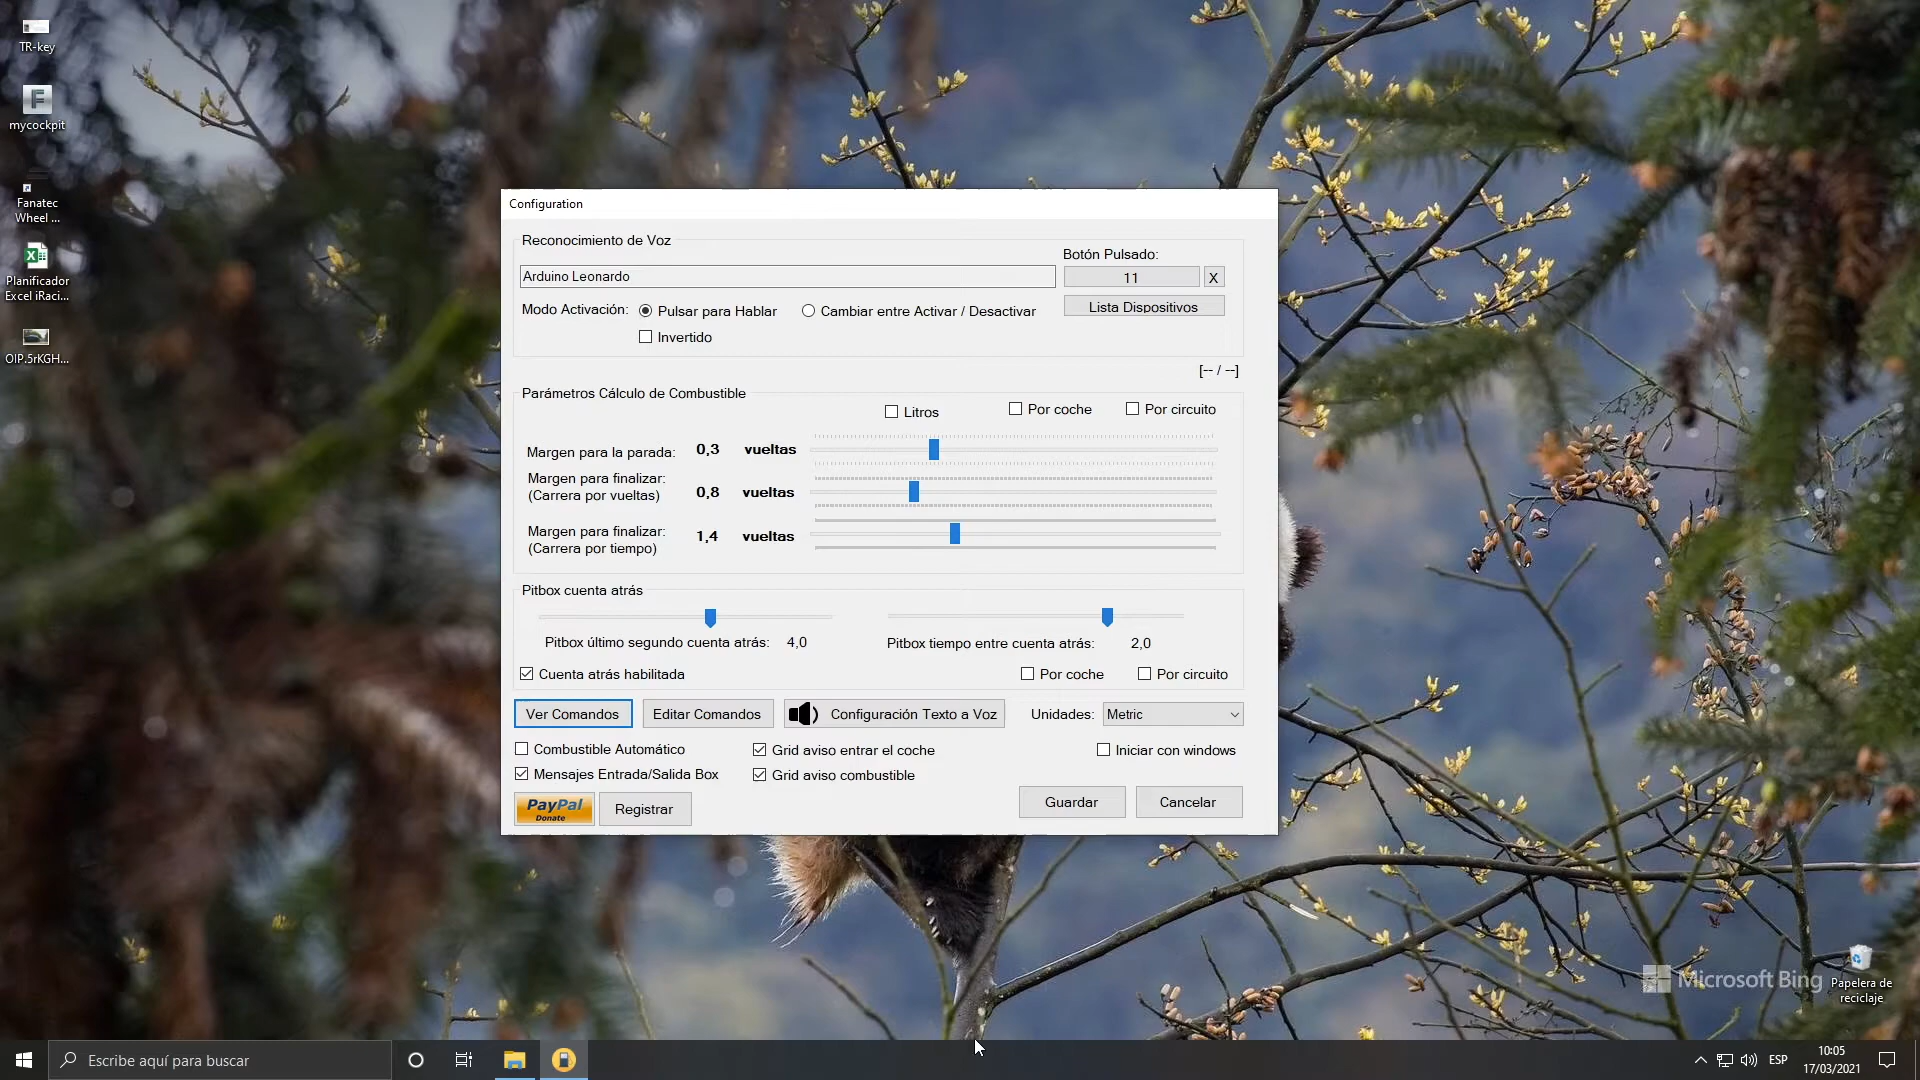 TR-key
mycockpit
Fanatec
Wheel ...
Planificador
Excel iRaci...
OIP.5rKGH...
Configuration
Reconocimiento de Voz
Botón Pulsado:
Arduino Leonardo
11
X
Modo Activación:
Pulsar para Hablar
Cambiar entre Activar / Desactivar
Lista Dispositivos
Invertido
[-- / --]
Parámetros Cálculo de Combustible
Litros
Por coche
Por circuito
Margen para la parada:
0,3
vueltas
Margen para finalizar:
(Carrera por vueltas)
0,8
vueltas
Margen para finalizar:
(Carrera por tiempo)
1,4
vueltas
Pitbox cuenta atrás
Pitbox último segundo cuenta atrás:
4,0
Pitbox tiempo entre cuenta atrás:
2,0
Cuenta atrás habilitada
Por coche
Por circuito
Ver Comandos
Editar Comandos
Configuración Texto a Voz
Unidades:
Metric
Combustible Automático
Grid aviso entrar el coche
Iniciar con windows
Mensajes Entrada/Salida Box
Grid aviso combustible
PayPal
Donate
Registrar
Guardar
Cancelar
Microsoft Bing
Papelera de
reciclaje
Escribe aquí para buscar
ESP
10:05
17/03/2021